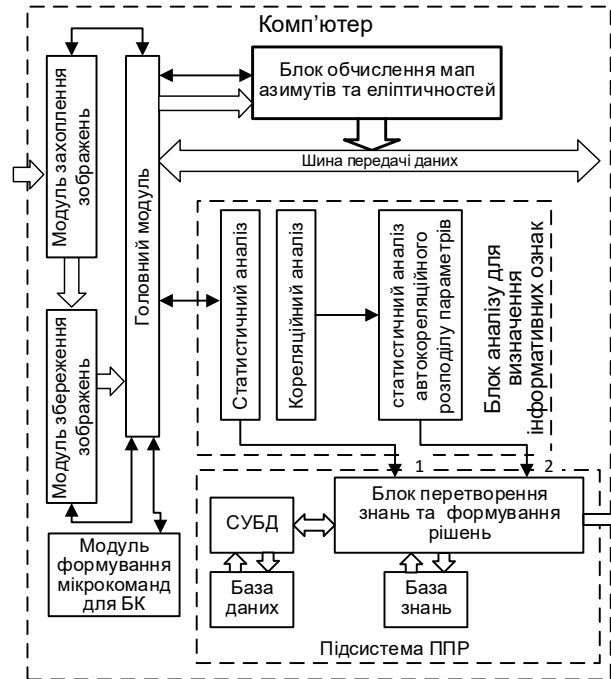 Комп’ютер
Модуль захоплення
зображень
Головний модуль
Блок обчислення мап
азимутів та еліптичностей
Шина передачі даних
Модуль збереження
зображень
Статистичний аналіз
Кореляційний аналіз
статистичний аналіз
автокореляційного
розподілу параметрів
Блок аналізу для
визначення
інформативних ознак
1
2
Блок перетворення
знань та формування
рішень
СУБД
База
даних
База
знань
Модуль
формування
мікрокоманд
для БК
Підсистема ППР